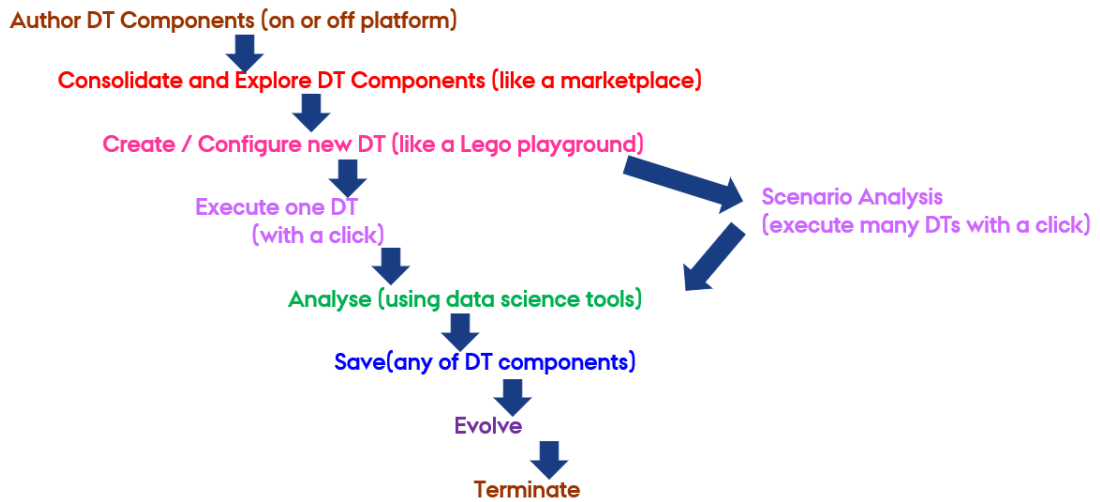 Author DT Components (on or off platform)
Consolidate and Explore DT Components (like a marketplace)
Create / Configure new DT (like a Lego playground)
Execute one DT
(with a click)
Scenario Analysis
(execute many DTs with a click)
Analyse (using data science tools)
Save(any of DT components)
Evolve
Terminate